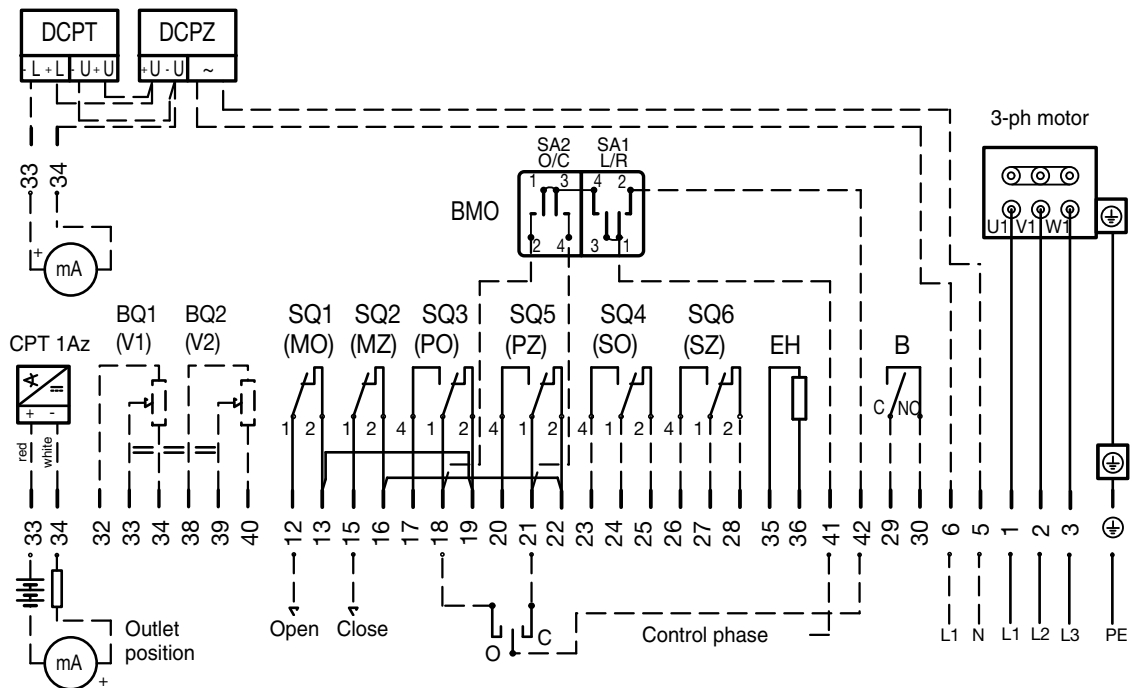 DCPT DCPZ
- L + L - U + U + U - U ~
33 34
+ mA
3-ph motor
SA2 SA1
O/C L/R
1 3 4 2
BMO
2 4 3 1
U1 V1 W1
BQ1 BQ2 SQ1 SQ2 SQ3 SQ5 SQ4 SQ6
CPT 1Az (V1) (V2) (MO) (MZ) (PO) (PZ) (SO) (SZ) EH B
+ -
C NC
1 2 1 2 4 1 2 4 1 2 4 1 2 4 1 2
red white
33 34 32 33 34 38 39 40 12 13 15 16 17 18 19 20 21 22 23 24 25 26 27 28 35 36 41 42 29 30 6 5 1 2 3
Open Close
O C
Control phase
L1 N L1 L2 L3 PE
Outlet
position
mA
+